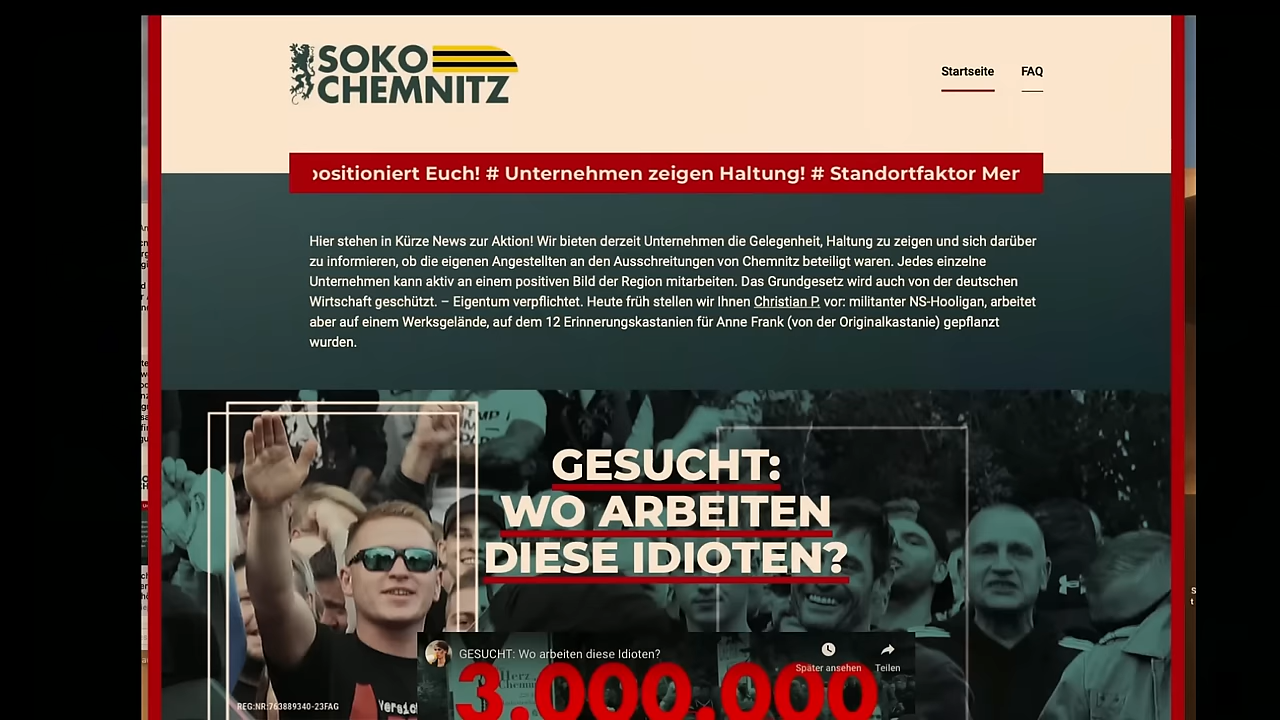 SOKO
CHEMNITZ
Startseite
FAQ
positioniert Euch! # Unternehmen zeigen Haltung! # Standortfaktor Mer
Hier stehen in Kürze News zur Aktion! Wir bieten derzeit Unternehmen die Gelegenheit, Haltung zu zeigen und sich darüber
zu informieren, ob die eigenen Angestellten an den Ausschreitungen von Chemnitz beteiligt waren. Jedes einzelne
Unternehmen kann aktiv an einem positiven Bild der Region mitarbeiten. Das Grundgesetz wird auch von der deutschen
Wirtschaft geschützt. – Eigentum verpflichtet. Heute früh stellen wir Ihnen Christian P. vor: militanter NS-Hooligan, arbeitet
aber auf einem Werksgelände, auf dem 12 Erinnerungskastanien für Anne Frank (von der Originalkastanie) gepflanzt
wurden.
GESUCHT:
WO ARBEITEN
DIESE IDIOTEN?
GESUCHT: Wo arbeiten diese Idioten?
Später ansehen
Teilen
3.000.000
REG:NR:763889340-23FAG